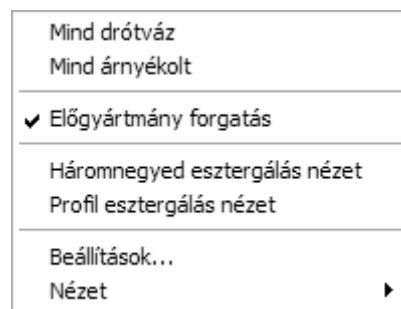 Mind drótváz
Mind árnyékolt
Előgyártmány forgatás
Háromnegyed esztergálás nézet
Profil esztergálás nézet
Beállítások...
Nézet